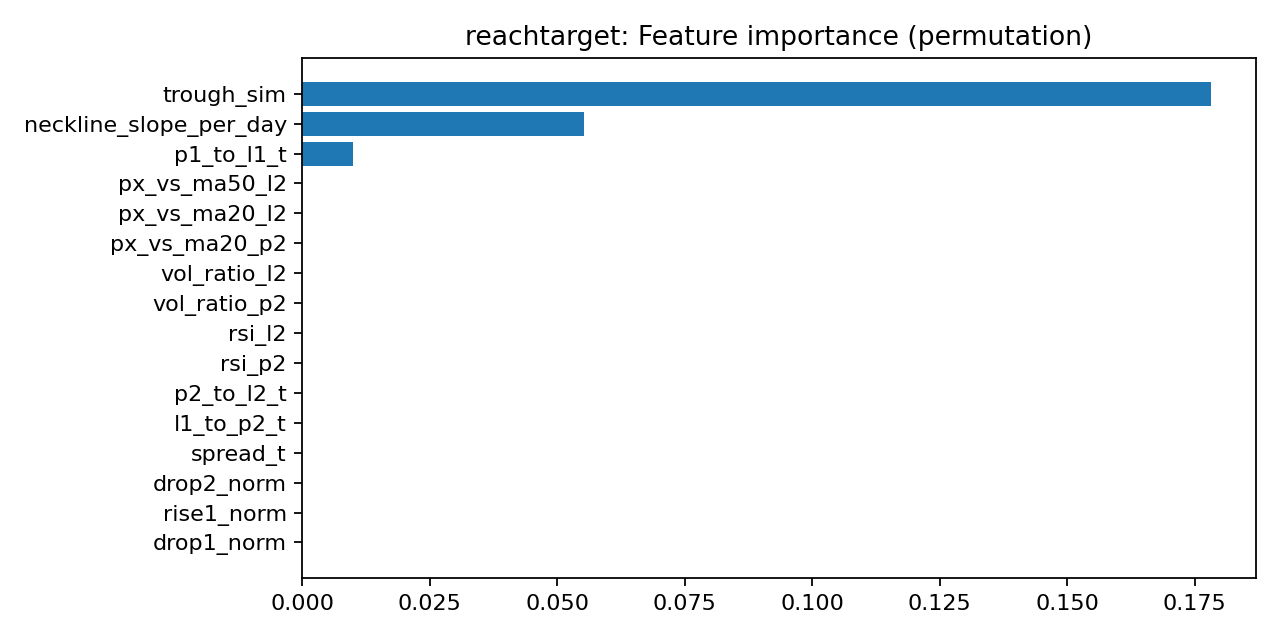 reachtarget: Feature importance (permutation)
trough_sim
neckline_slope_per_day
p1_to_l1_t
px_vs_ma50_l2
px_vs_ma20_l2
px_vs_ma20_p2
vol_ratio_l2
vol_ratio_p2
rsi_l2
rsi_p2
p2_to_l2_t
l1_to_p2_t
spread_t
drop2_norm
rise1_norm
drop1_norm
0.000 0.025 0.050 0.075 0.100 0.125 0.150 0.175